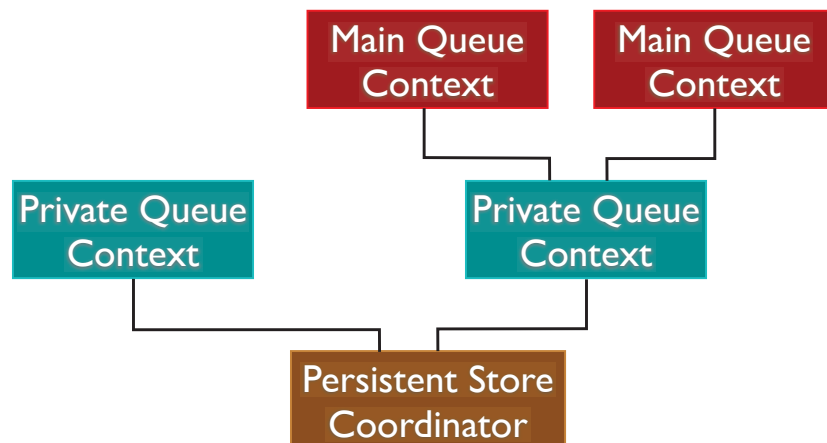 Main Queue
Context
Main Queue
Context
Private Queue
Context
Private Queue
Context
Persistent Store
Coordinator